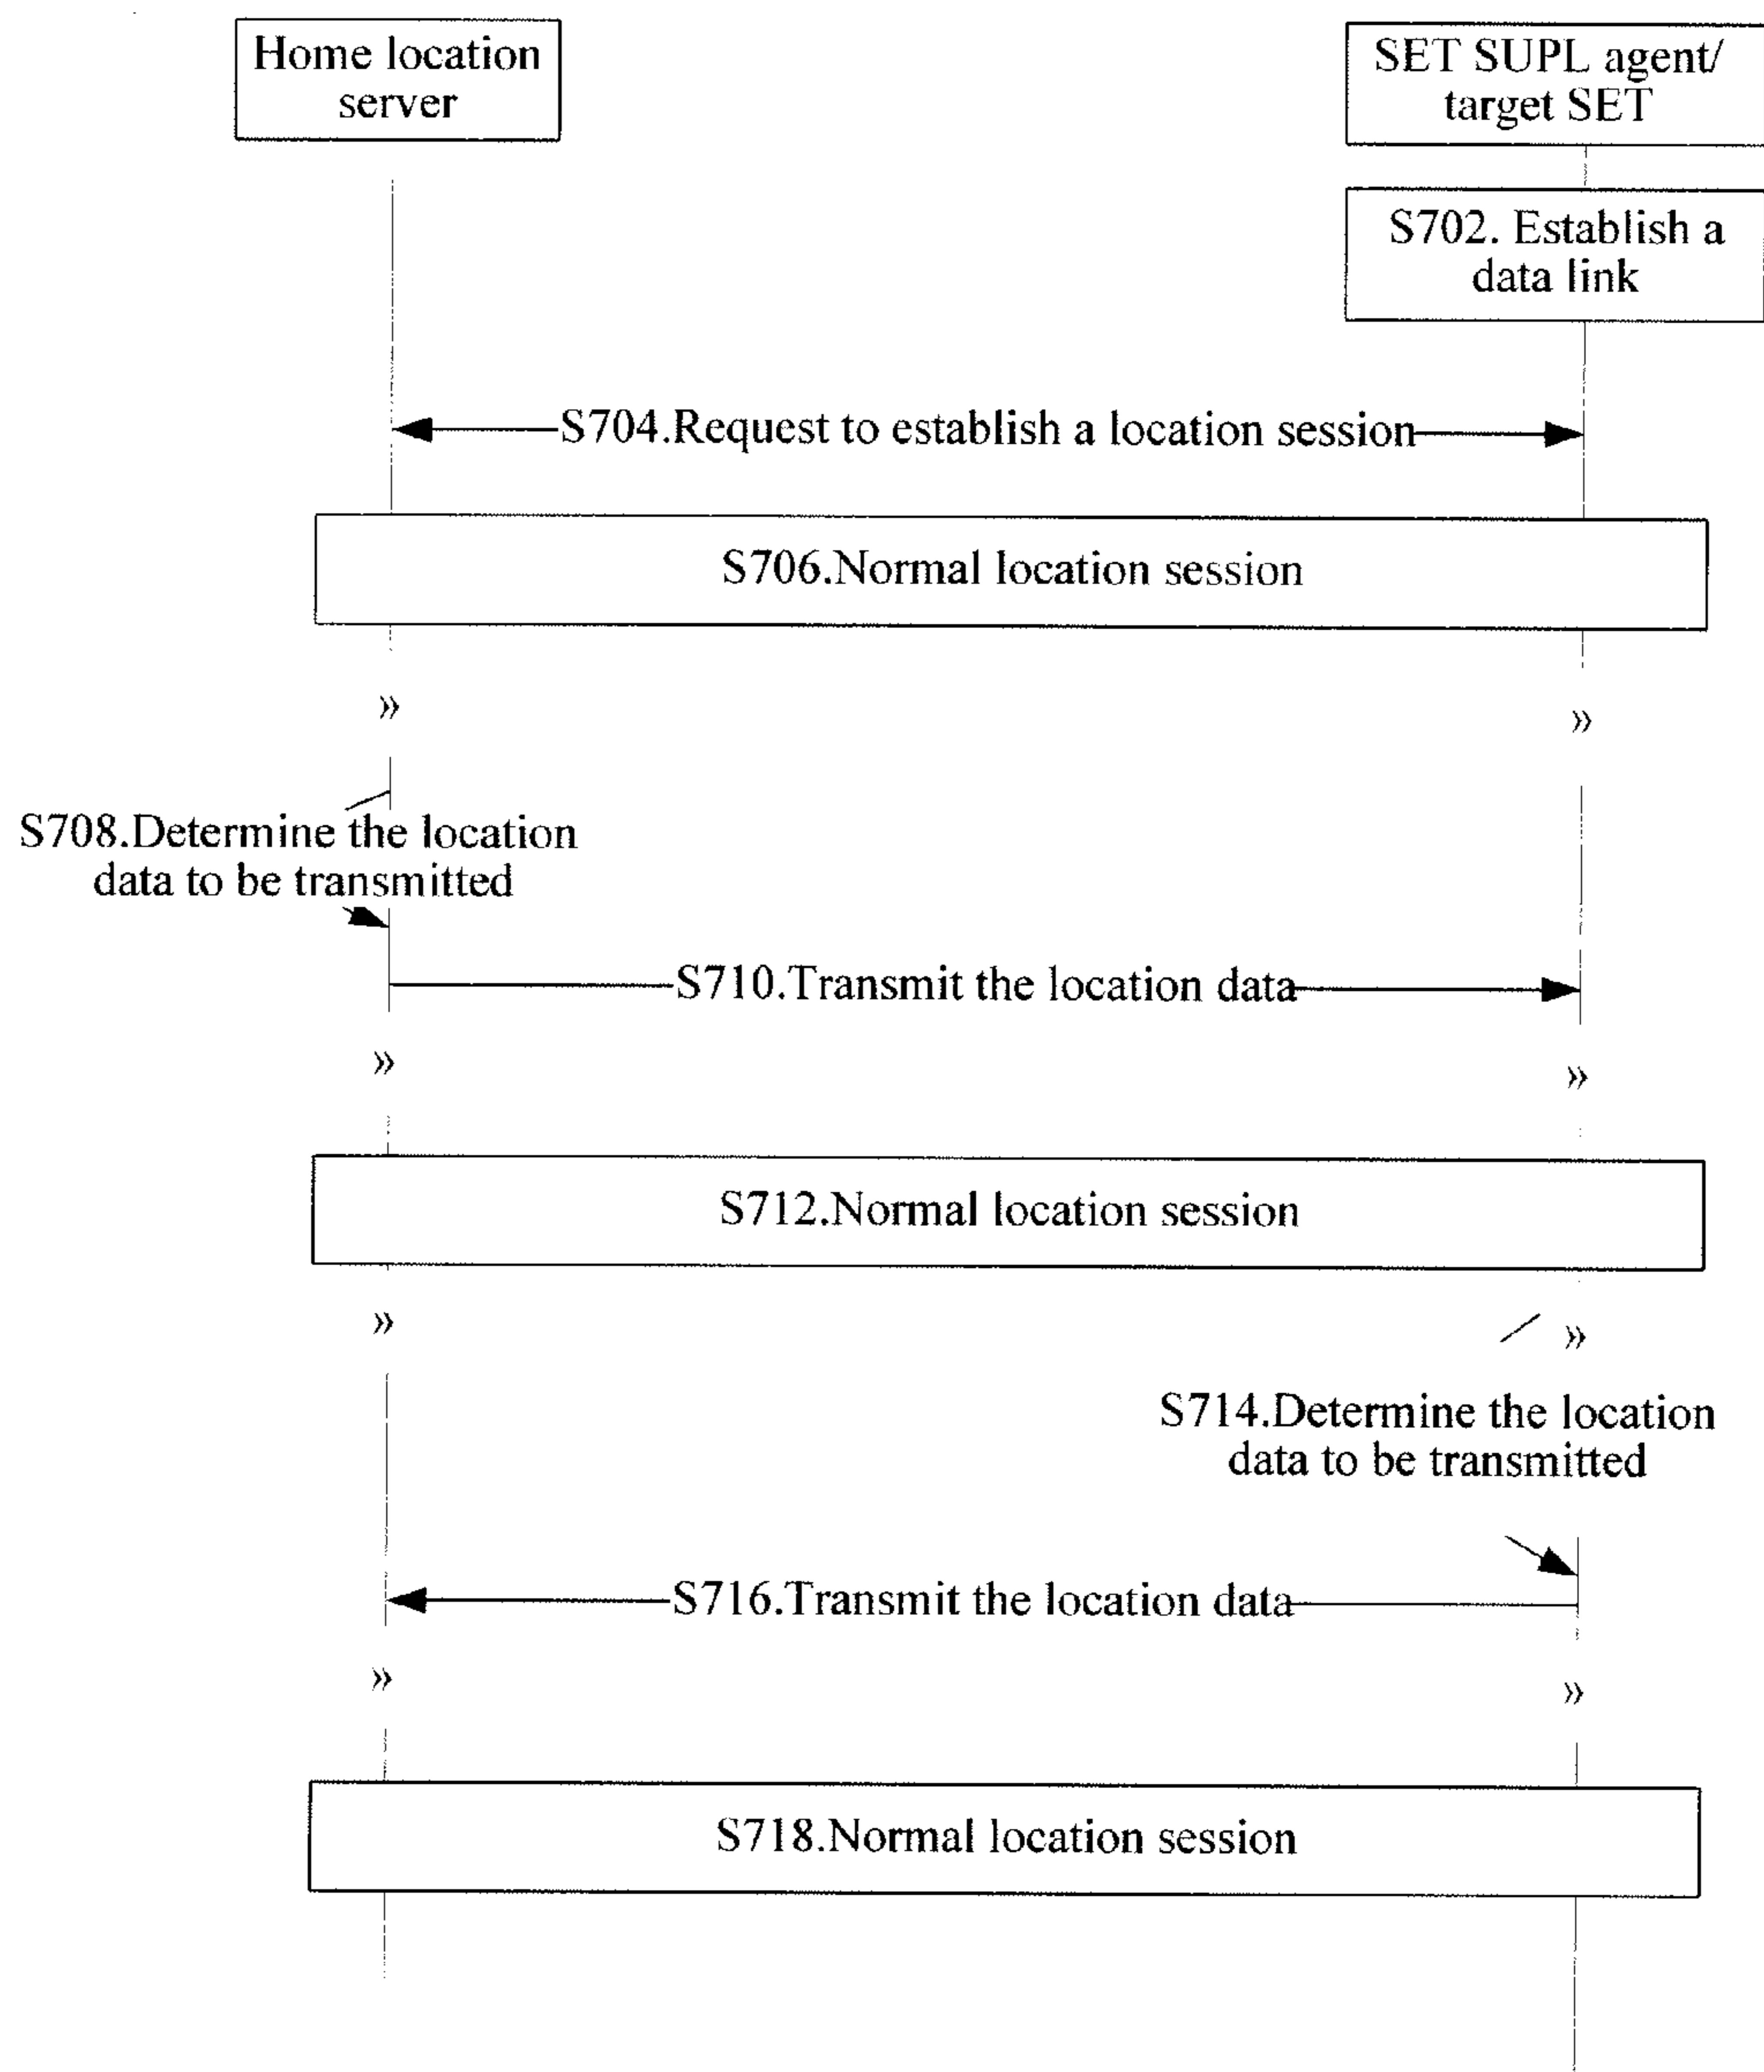 Home location
server
SET SUPL agent/
target SET
S702. Establish a
data link
S704.Request to establish a location session
S706.Normal location session
»
»
S708.Determine the location
data to be transmitted
S710.Transmit the location data
»
»
S712.Normal location session
»
»
S714.Determine the location
data to be transmitted
S716.Transmit the location data
»
»
S718.Normal location session